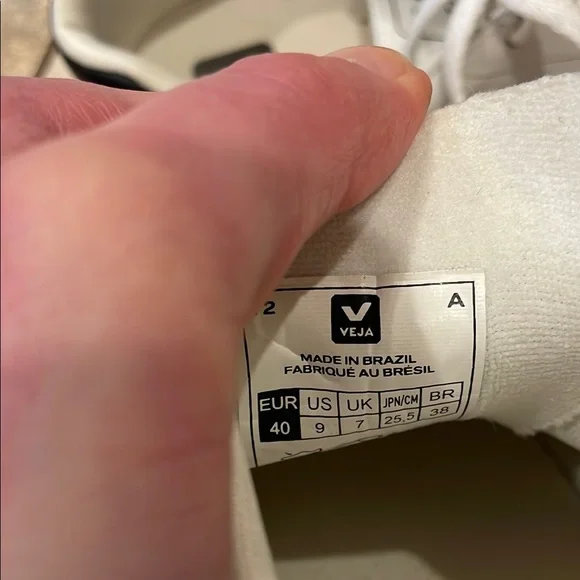 2 A
VEJA
MADE IN BRAZIL
FABRIQUÉ AU BRÉSIL
EUR US UK JPN/CM BR
40 9 7 25,5 38